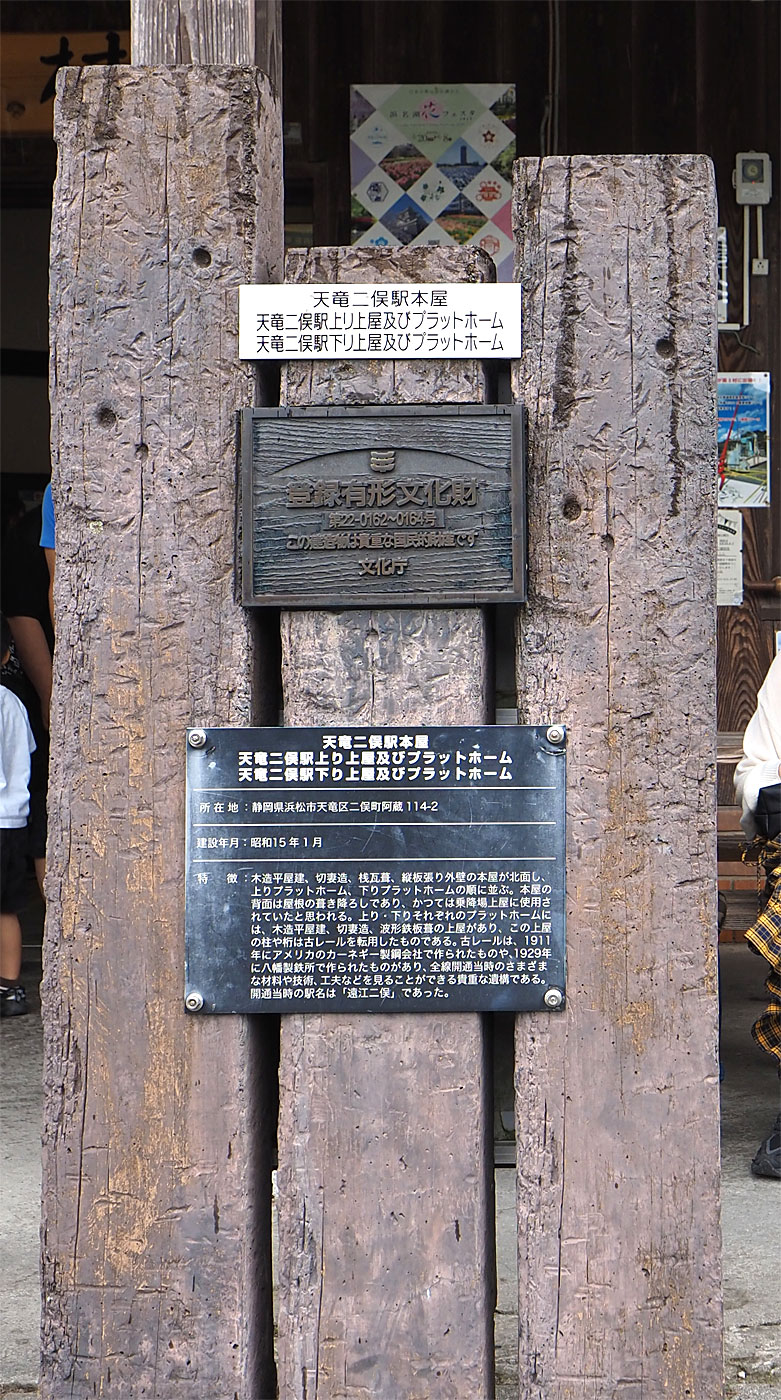 天竜二俣駅本屋
天竜二俣駅上り上屋及びプラットホーム
天竜二俣駅下り上屋及びプラットホーム
登録有形文化財
第22-0162~0164号
この建造物は貴重な国民的財産です
文化庁
天竜二俣駅本屋
天竜二俣駅上り上屋及びプラットホーム
天竜二俣駅下り上屋及びプラットホーム
所在地：静岡県浜松市天竜区二俣町阿蔵114-2
建設年月：昭和15年1月
特 徴：木造平屋建、切妻造、桟瓦葺、縦板張り外壁の本屋が北面し、
上りプラットホーム、下りプラットホームの順に並ぶ。本屋の
背面は屋根の葺き降ろしであり、かつては乗降場上屋に使用さ
れていたと思われる。上り・下りそれぞれのプラットホームに
は、木造平屋建、切妻造、波形鉄板葺の上屋があり、この上屋
の柱や桁は古レールを転用したものである。古レールは、1911
年にアメリカのカーネギー製鋼会社で作られたものや、1929年
に八幡製鉄所で作られたものがあり、全線開通当時のさまざま
な材料や技術、工夫などを見ることができる貴重な遺構である。
開通当時の駅名は「遠江二俣」であった。